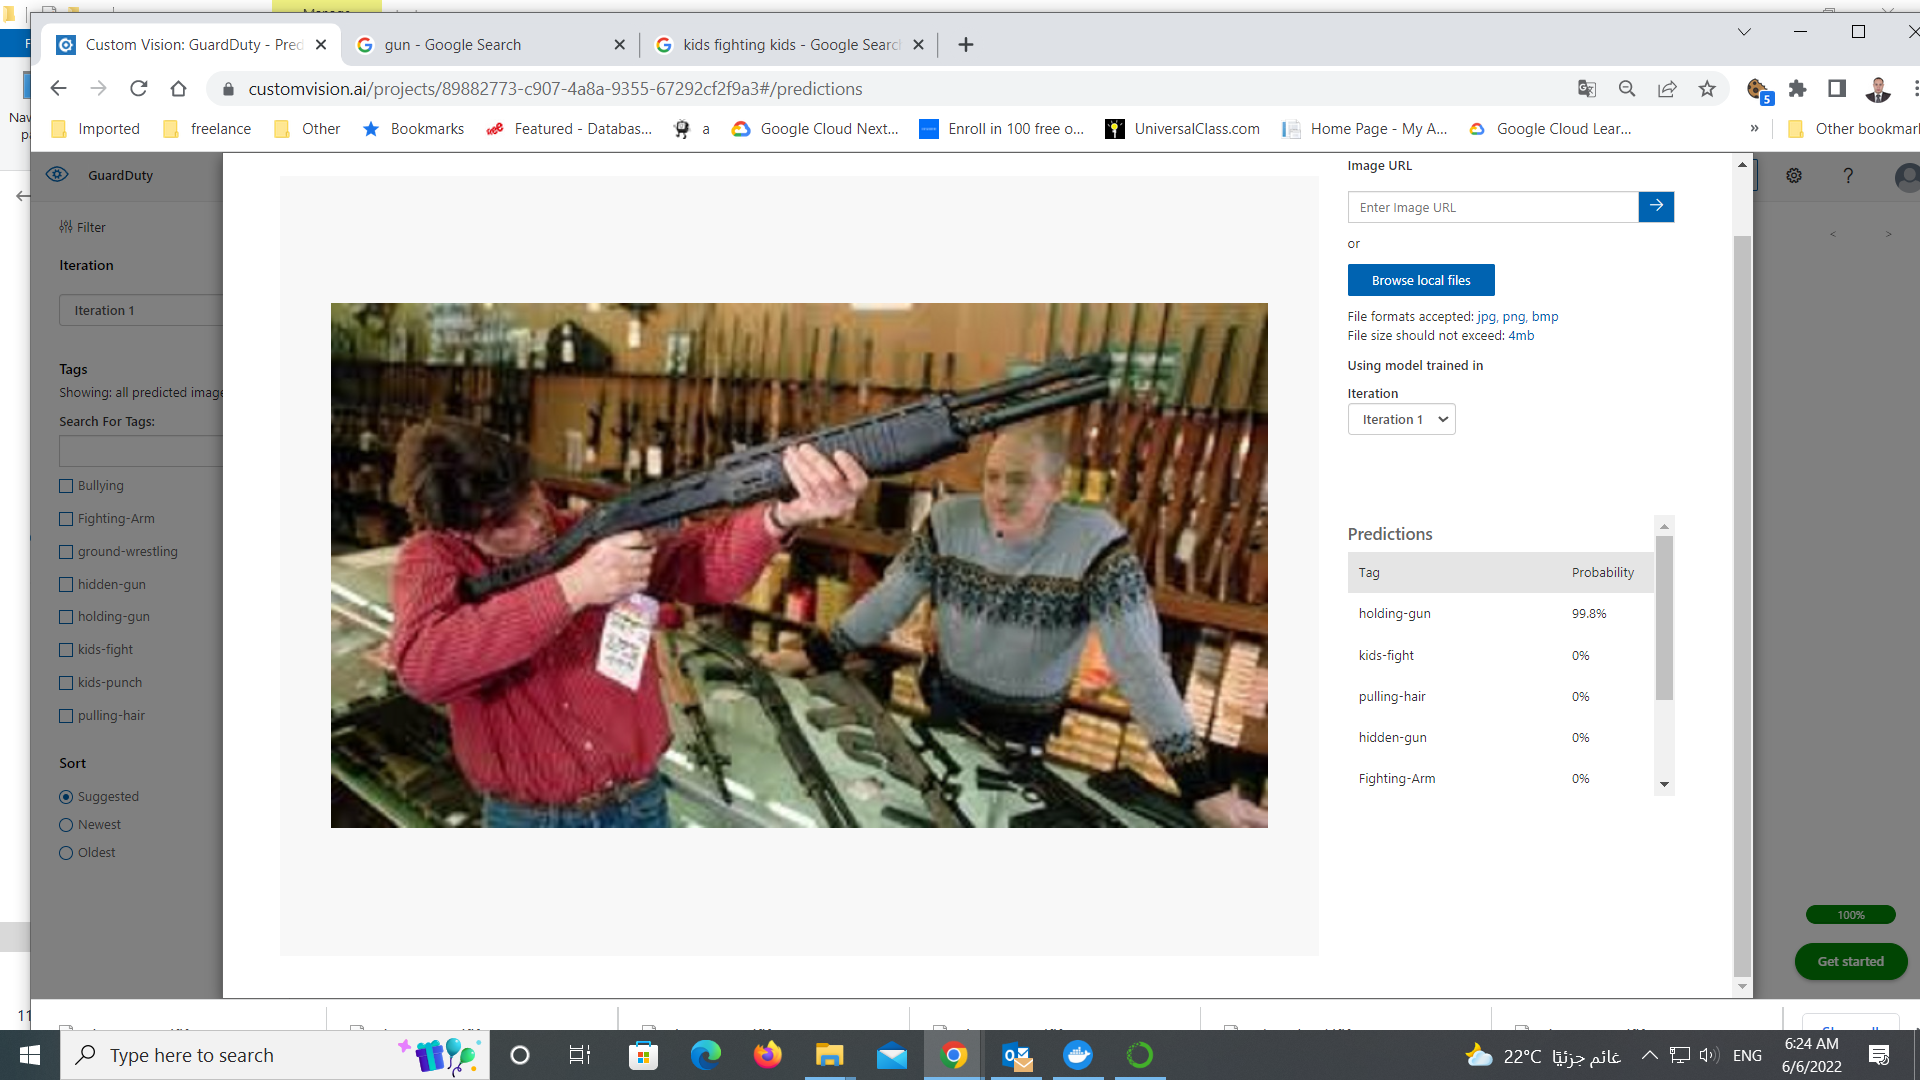 Custom Vision: GuardDuty - Pred
gun - Google Search
kids fighting kids - Google Searc
customvision.ai/projects/89882773-c907-4a8a-9355-67292cf2f9a3#/predictions
5
Imported
freelance
Other
Bookmarks
Featured - Databas...
a
Google Cloud Next...
Enroll in 100 free o...
UniversalClass.com
Home Page - My A...
Google Cloud Lear...
»
Other bookmar
GuardDuty
?
Filter
Iteration
Iteration 1
Tags
Showing: all predicted image
Search For Tags:
Bullying
Fighting-Arm
ground-wrestling
hidden-gun
holding-gun
kids-fight
kids-punch
pulling-hair
Sort
Suggested
Newest
Oldest
Image URL
Enter Image URL
or
Browse local files
File formats accepted: jpg, png, bmp
File size should not exceed: 4mb
Using model trained in
Iteration
Iteration 1
Predictions
Tag Probability
holding-gun 99.8%
kids-fight 0%
pulling-hair 0%
hidden-gun 0%
Fighting-Arm 0%
< >
100%
Get started
11
Type here to search
22°C غائم جزئيًا
ENG
6:24 AM
6/6/2022